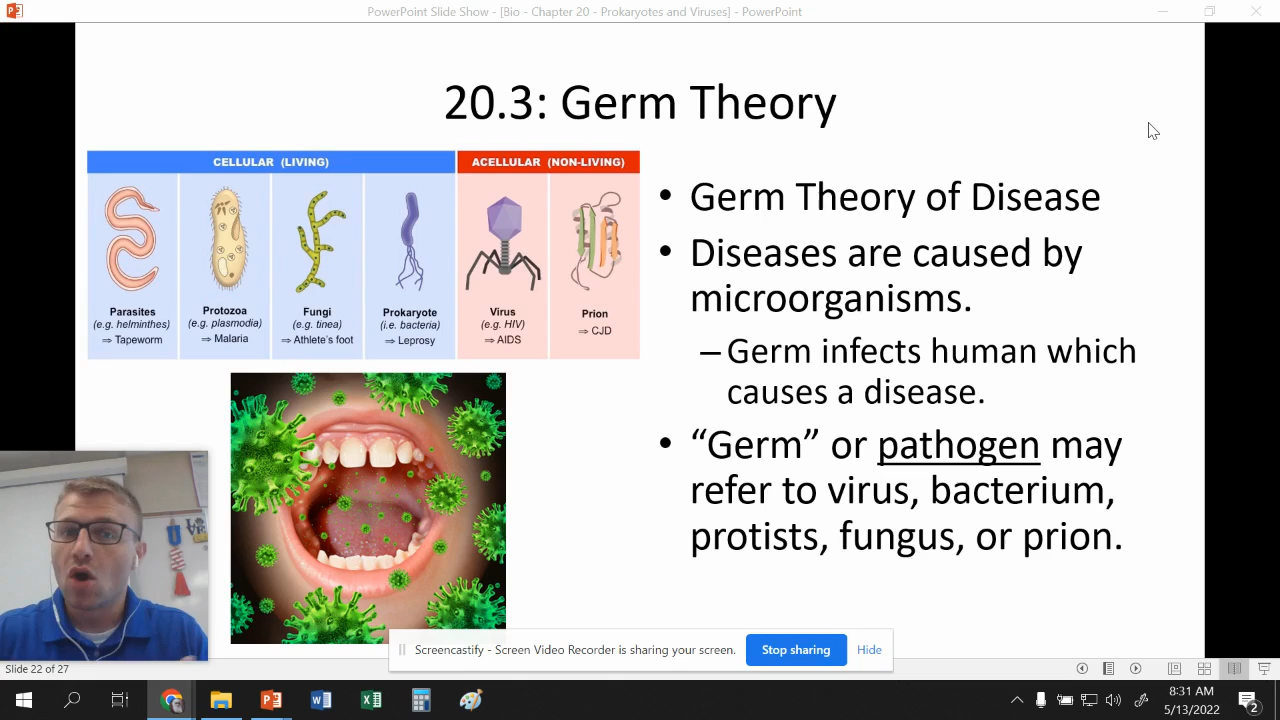 PowerPoint Slide Show - [Bio - Chapter 20 - Prokaryotes and Viruses] - PowerPoint
20.3: Germ Theory
CELLULAR (LIVING)
ACELLULAR (NON-LIVING)
Parasites
(e.g. helminthes)
⇒ Tapeworm
Protozoa
(e.g. plasmodia)
⇒ Malaria
Fungi
(e.g. tinea)
⇒ Athlete's foot
Prokaryote
(i.e. bacteria)
⇒ Leprosy
Virus
(e.g. HIV)
⇒ AIDS
Prion
⇒ CJD
• Germ Theory of Disease
• Diseases are caused by
microorganisms.
– Germ infects human which
causes a disease.
• “Germ” or pathogen may
refer to virus, bacterium,
protists, fungus, or prion.
Screencastify - Screen Video Recorder is sharing your screen.
Stop sharing
Hide
Slide 22 of 27
8:31 AM
5/13/2022
2